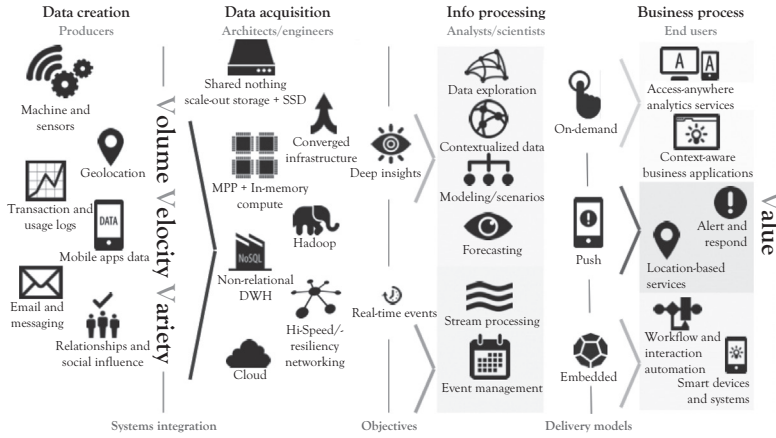 Data creation
Producers
Machine and
sensors
Geolocation
Transaction and
usage logs
DATA
Mobile apps data
Email and
messaging
Relationships and
social influence
Volume Velocity Variety
Systems integration
Data acquisition
Architects/engineers
Shared nothing
scale-out storage + SSD
Converged
infrastructure
MPP + In-memory
compute
Hadoop
NoSQL
Non-relational
DWH
Hi-Speed/-
resiliency
networking
Cloud
Deep insights
Real-time events
Objectives
Info processing
Analysts/scientists
Data exploration
Contextualized data
Modeling/scenarios
Forecasting
Stream processing
Event management
On-demand
Push
Embedded
Delivery models
Business process
End users
A
A
Access-anywhere
analytics services
Context-aware
business applications
Alert and
respond
Location-based
services
Workflow and
interaction
automation
Smart devices
and systems
Value